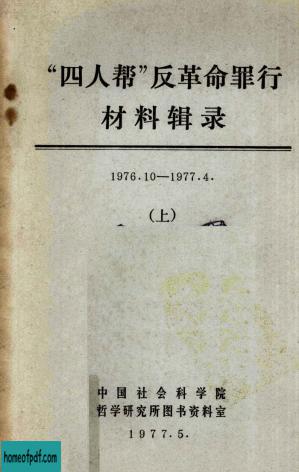 “四人帮”反革命罪行
材料辑录
1976.10—1977.4.
(上)
中国社会科学院
哲学研究所图书资料室
1977.5.
homeofpdf.com